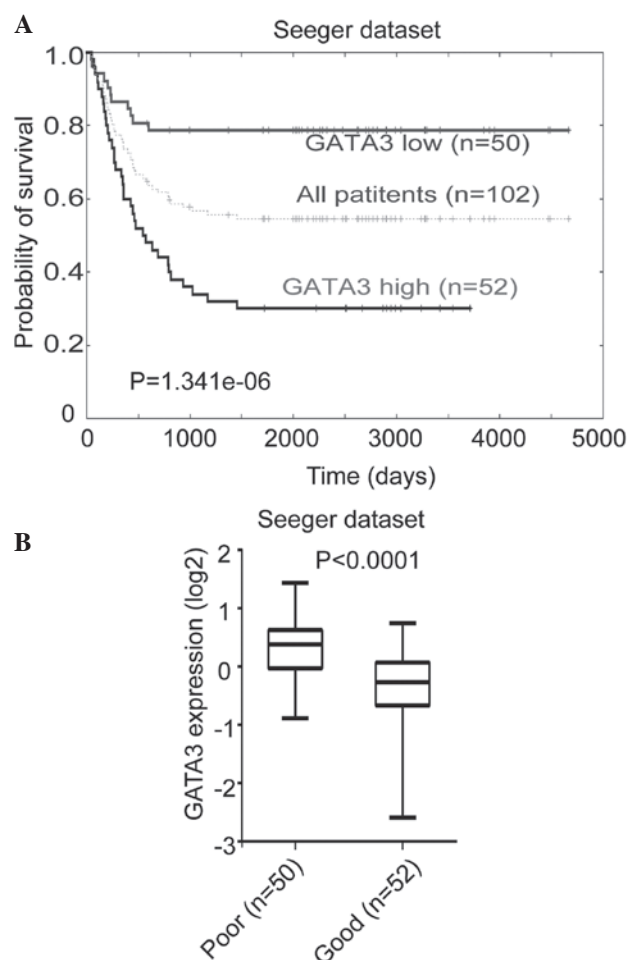 A
Seeger dataset
1.0
0.8
0.6
0.4
0.2
0
Probability of survival
GATA3 low (n=50)
All patitents (n=102)
GATA3 high (n=52)
P=1.341e-06
0 1000 2000 3000 4000 5000
Time (days)
B
Seeger dataset
P<0.0001
2
1
0
-1
-2
-3
GATA3 expression (log2)
Poor (n=50)
Good (n=52)